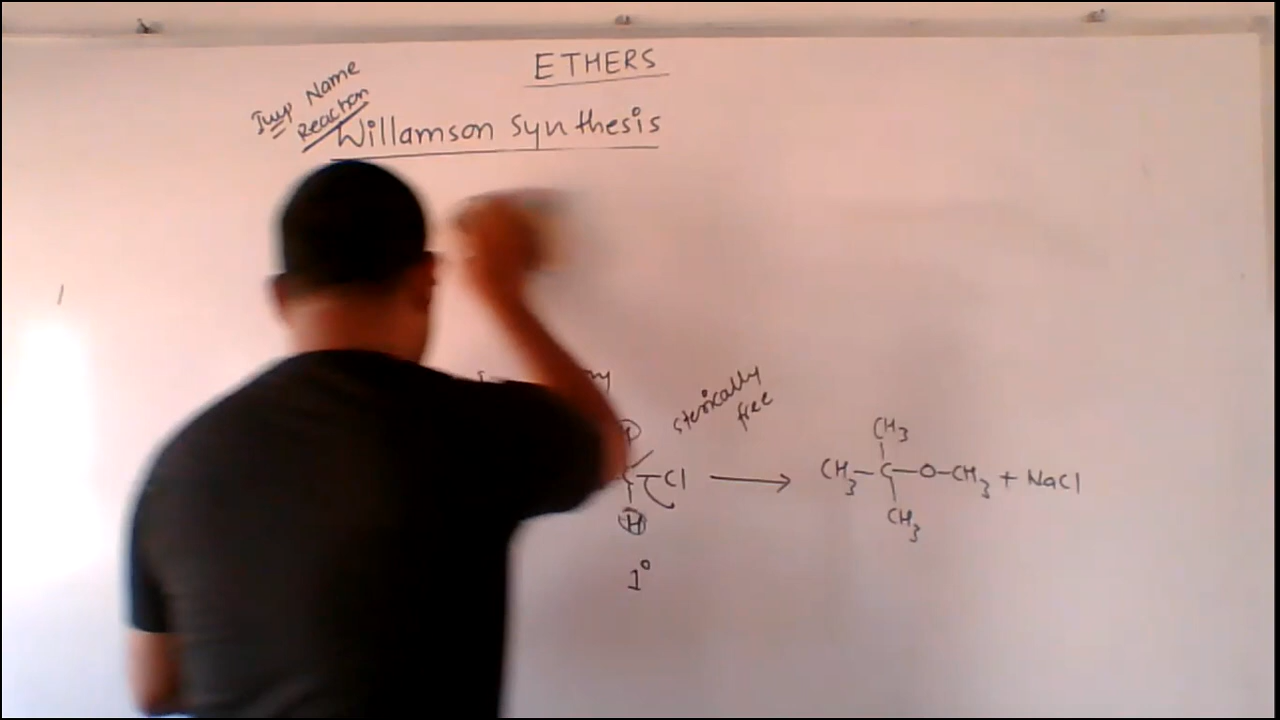 ETHERS
Imp Name
Reaction
Willamson Synthesis
sterically
free
H
Cl
H
1°
CH3
CH3-C-O-CH3 + NaCl
CH3